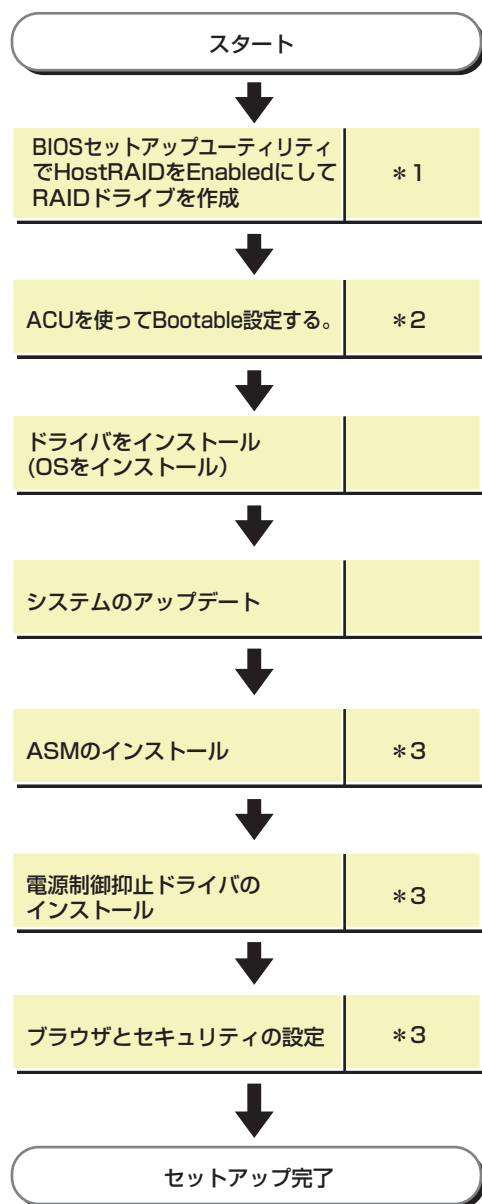 スタート
BIOSセットアップユーティリティ
でHostRAIDをEnabledにして
RAIDドライブを作成
＊1
ACUを使ってBootable設定する。
＊2
ドライバをインストール
(OSをインストール）
システムのアップデート
ASMのインストール
＊3
電源制御抑止ドライバの
インストール
＊3
ブラウザとセキュリティの設定
＊3
セットアップ完了